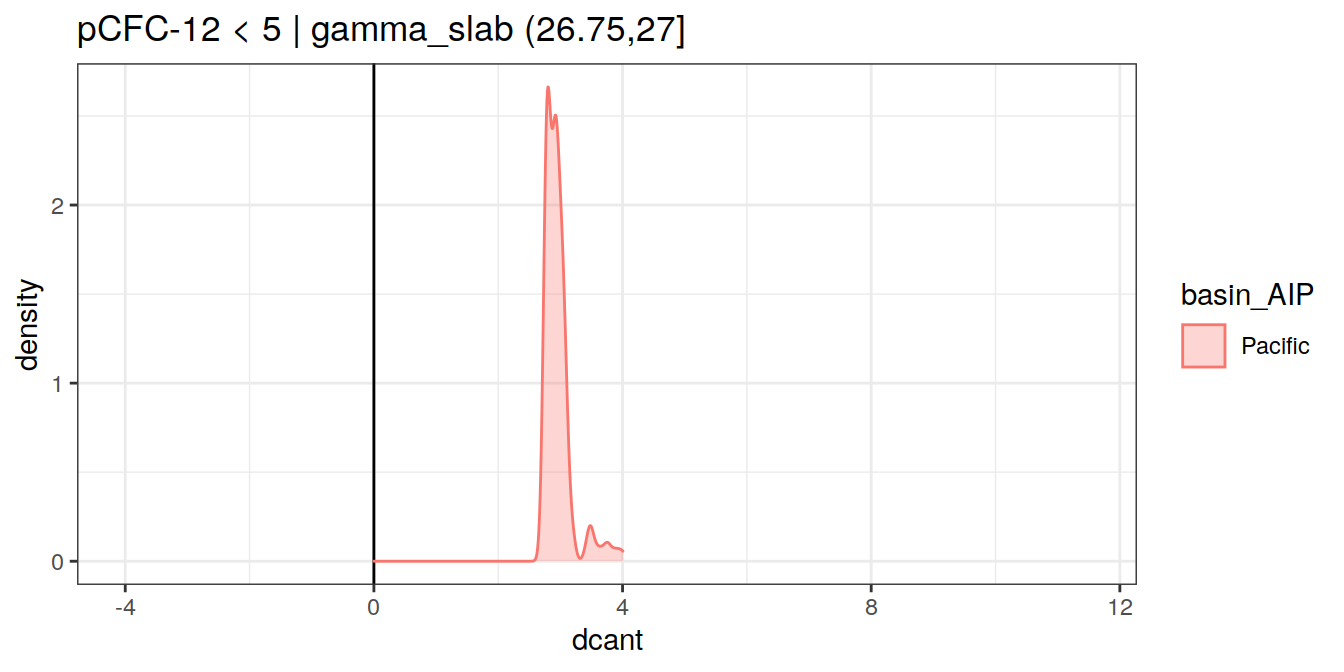 pCFC-12 < 5 | gamma_slab (26.75,27]
density
2
1
0
-4
0
4
8
12
dcant
basin_AIP
Pacific